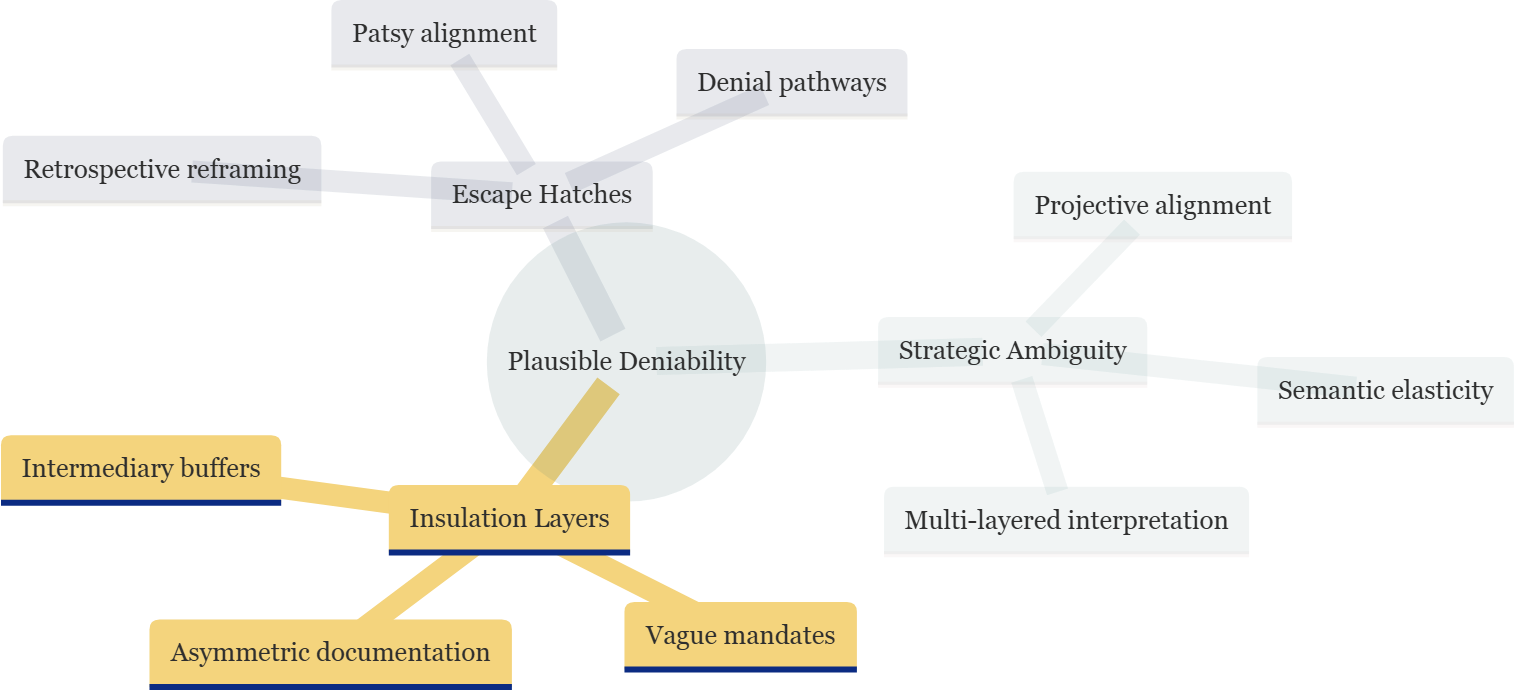 Patsy alignment
Denial pathways
Retrospective reframing
Escape Hatches
Projective alignment
Plausible Deniability
Strategic Ambiguity
Semantic elasticity
Intermediary buffers
Insulation Layers
Multi-layered interpretation
Asymmetric documentation
Vague mandates